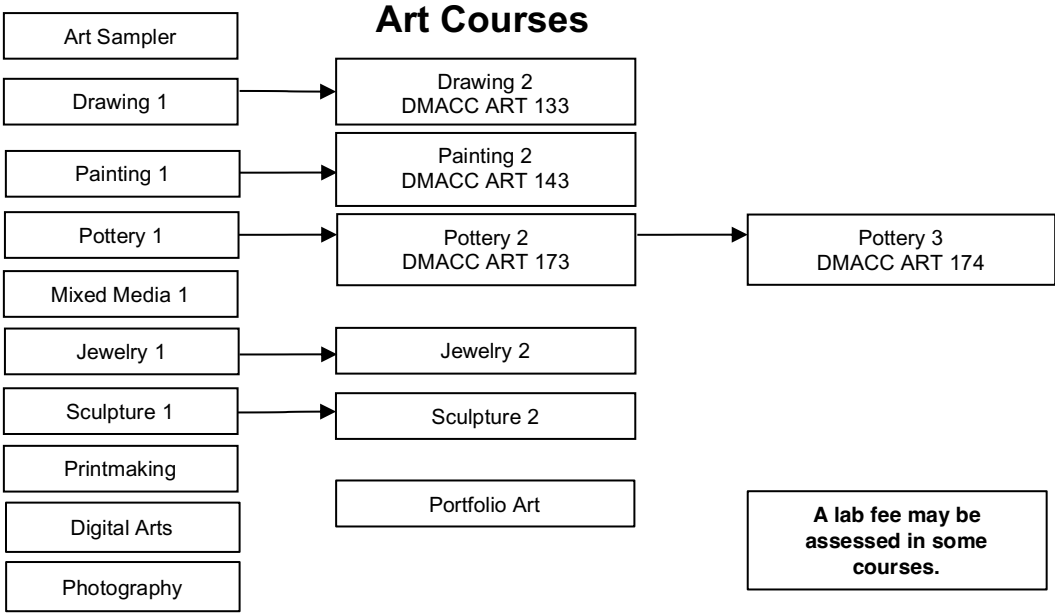 Art Courses
Art Sampler
Drawing 1
Drawing 2
DMACC ART 133
Painting 1
Painting 2
DMACC ART 143
Pottery 1
Pottery 2
DMACC ART 173
Pottery 3
DMACC ART 174
Mixed Media 1
Jewelry 1
Jewelry 2
Sculpture 1
Sculpture 2
Printmaking
Portfolio Art
Digital Arts
Photography
A lab fee may be
assessed in some
courses.